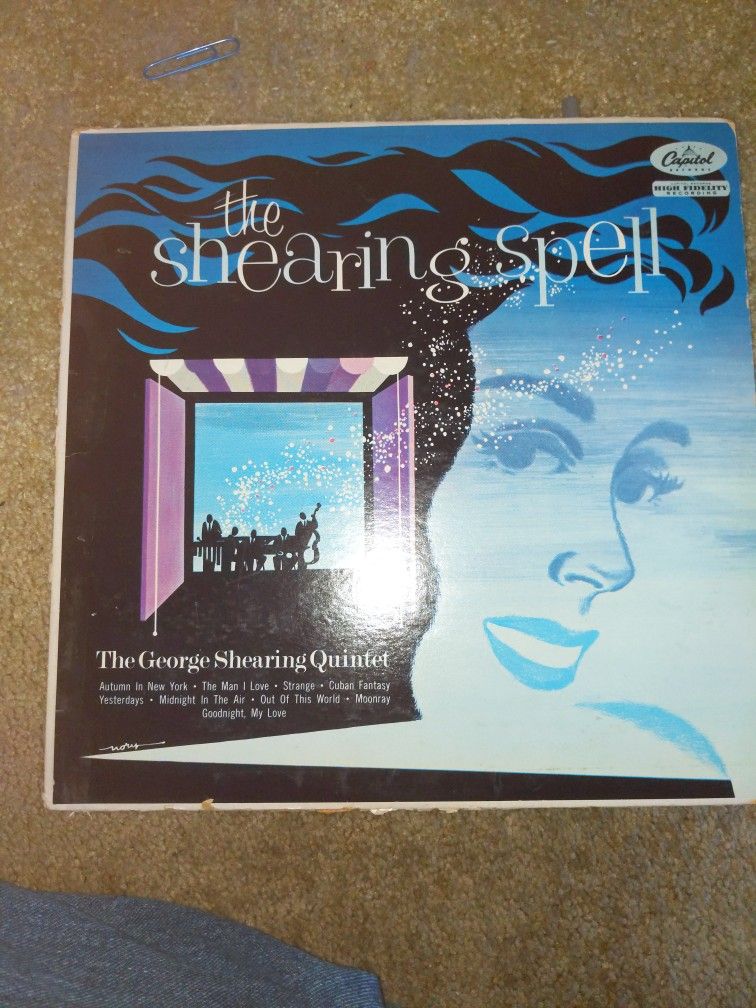 Capitol
RECORDS
HIGH FIDELITY
RECORDING
the
shearing spell
The George Shearing Quintet
Autumn In New York • The Man I Love • Strange • Cuban Fantasy
Yesterdays • Midnight In The Air • Out Of This World • Moonray
Goodnight, My Love